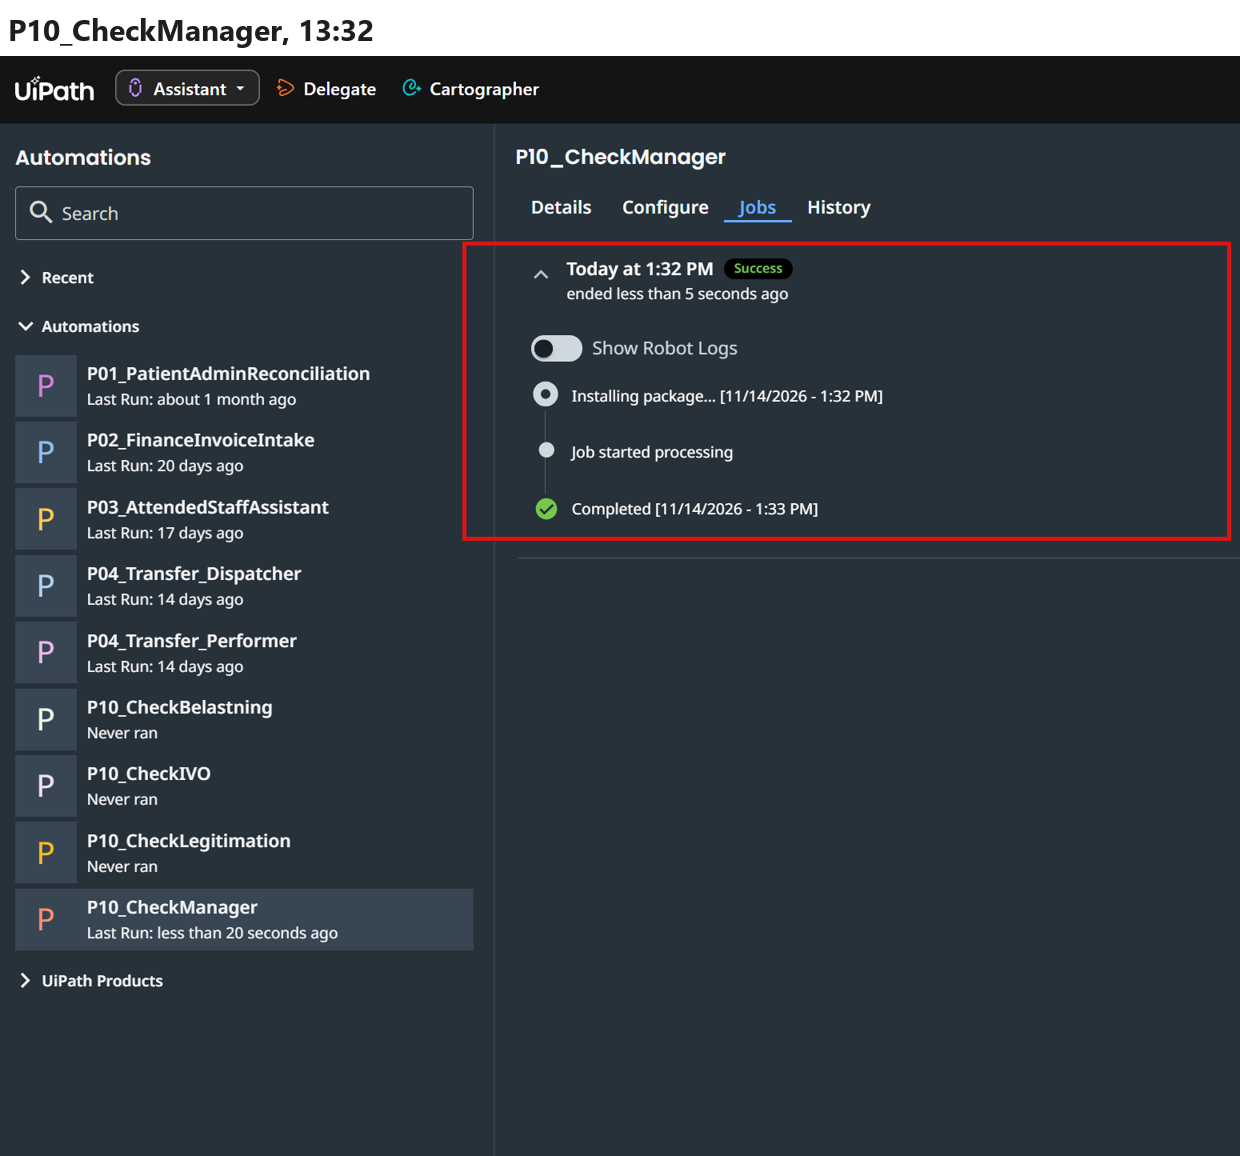 P10_CheckManager, 13:32
UiPath
Assistant
Delegate
Cartographer
Automations
Search
Recent
Automations
P
P01_PatientAdminReconciliation
Last Run: about 1 month ago
P
P02_FinanceInvoiceIntake
Last Run: 20 days ago
P
P03_AttendedStaffAssistant
Last Run: 17 days ago
P
P04_Transfer_Dispatcher
Last Run: 14 days ago
P
P04_Transfer_Performer
Last Run: 14 days ago
P
P10_CheckBelastning
Never ran
P
P10_CheckIVO
Never ran
P
P10_CheckLegitimation
Never ran
P
P10_CheckManager
Last Run: less than 20 seconds ago
UiPath Products
P10_CheckManager
Details
Configure
Jobs
History
Today at 1:32 PM Success
ended less than 5 seconds ago
Show Robot Logs
Installing package... [11/14/2026 - 1:32 PM]
Job started processing
Completed [11/14/2026 - 1:33 PM]